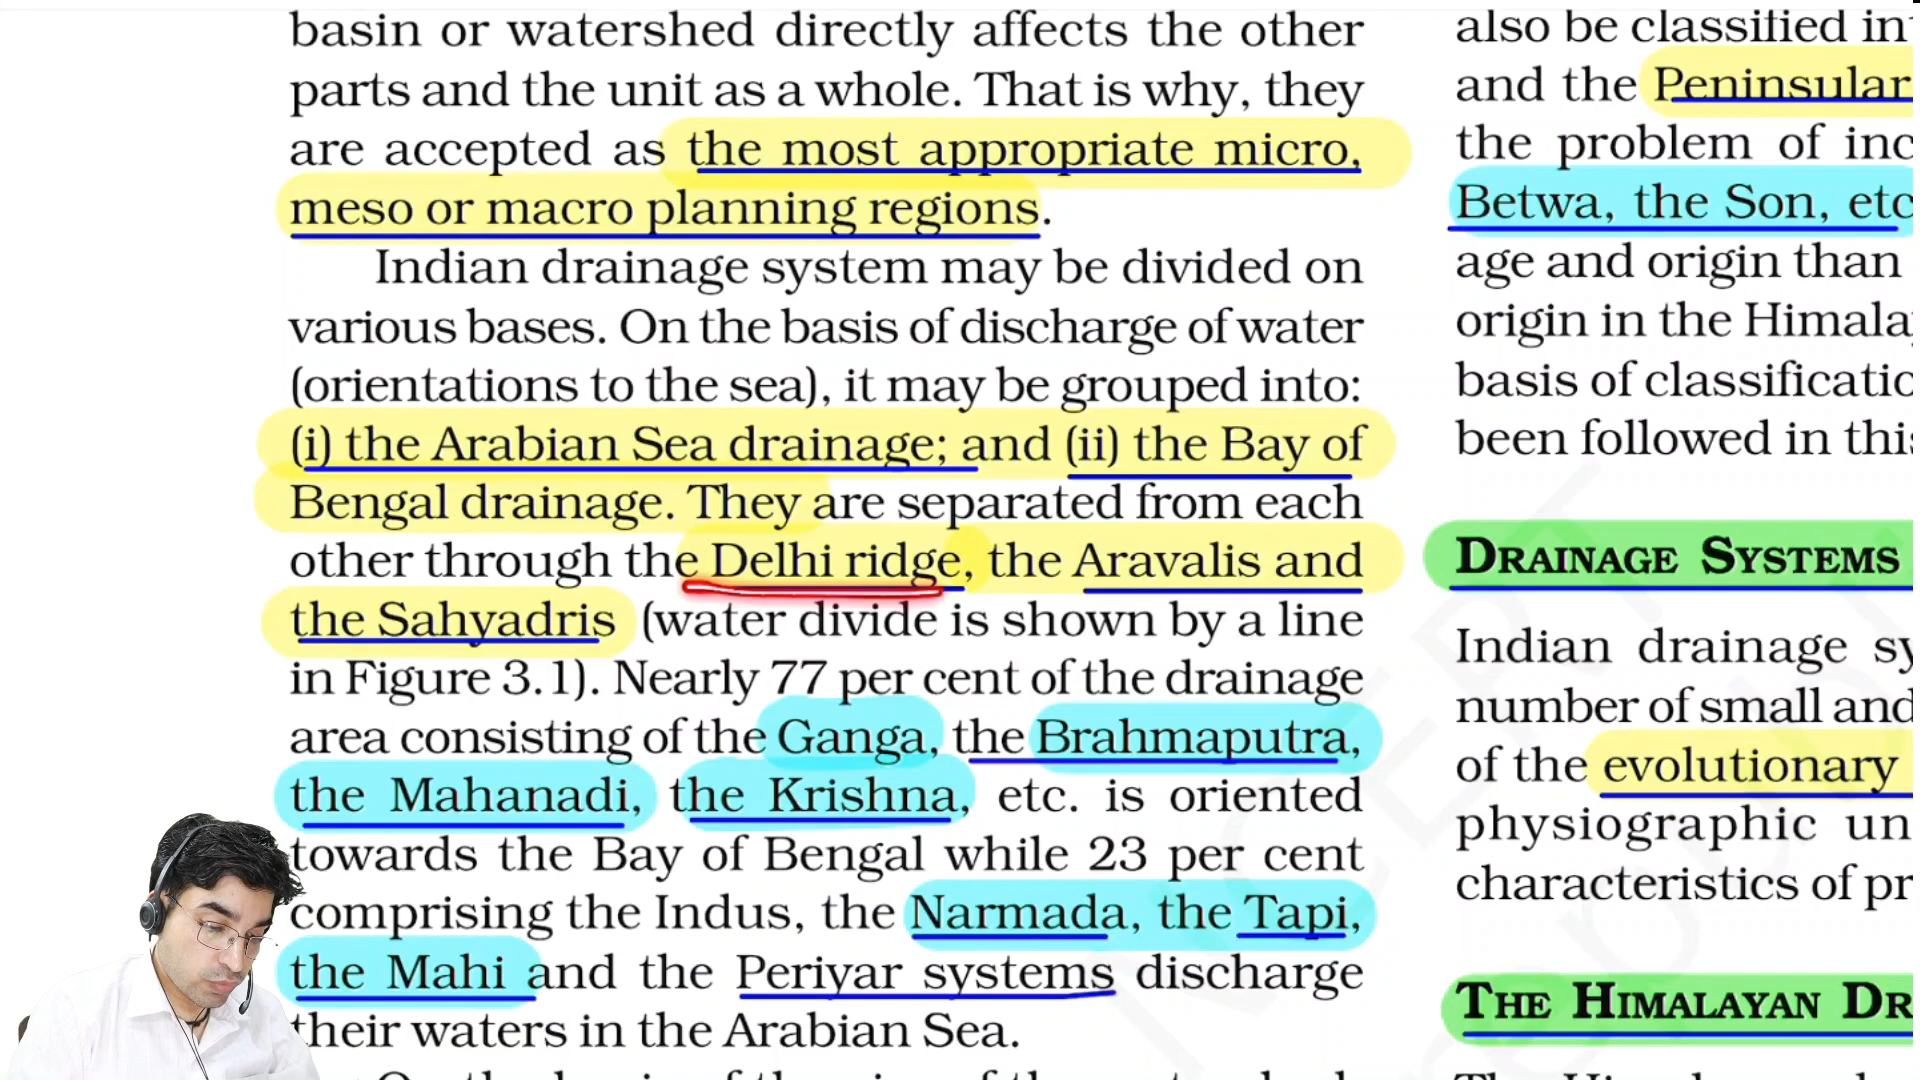 basin or watershed directly affects the other
parts and the unit as a whole. That is why, they
are accepted as the most appropriate micro,
meso or macro planning regions.
Indian drainage system may be divided on
various bases. On the basis of discharge of water
(orientations to the sea), it may be grouped into:
(i) the Arabian Sea drainage; and (ii) the Bay of
Bengal drainage. They are separated from each
other through the Delhi ridge, the Aravalis and
the Sahyadris (water divide is shown by a line
in Figure 3.1). Nearly 77 per cent of the drainage
area consisting of the Ganga, the Brahmaputra,
the Mahanadi, the Krishna, etc. is oriented
towards the Bay of Bengal while 23 per cent
comprising the Indus, the Narmada, the Tapi,
the Mahi and the Periyar systems discharge
their waters in the Arabian Sea.
also be classified in
and the Peninsular
the problem of inc
Betwa, the Son, etc
age and origin than
origin in the Himala
basis of classificatio
been followed in this
DRAINAGE SYSTEMS
Indian drainage sy
number of small and
of the evolutionary
physiographic un
characteristics of pr
THE HIMALAYAN DR